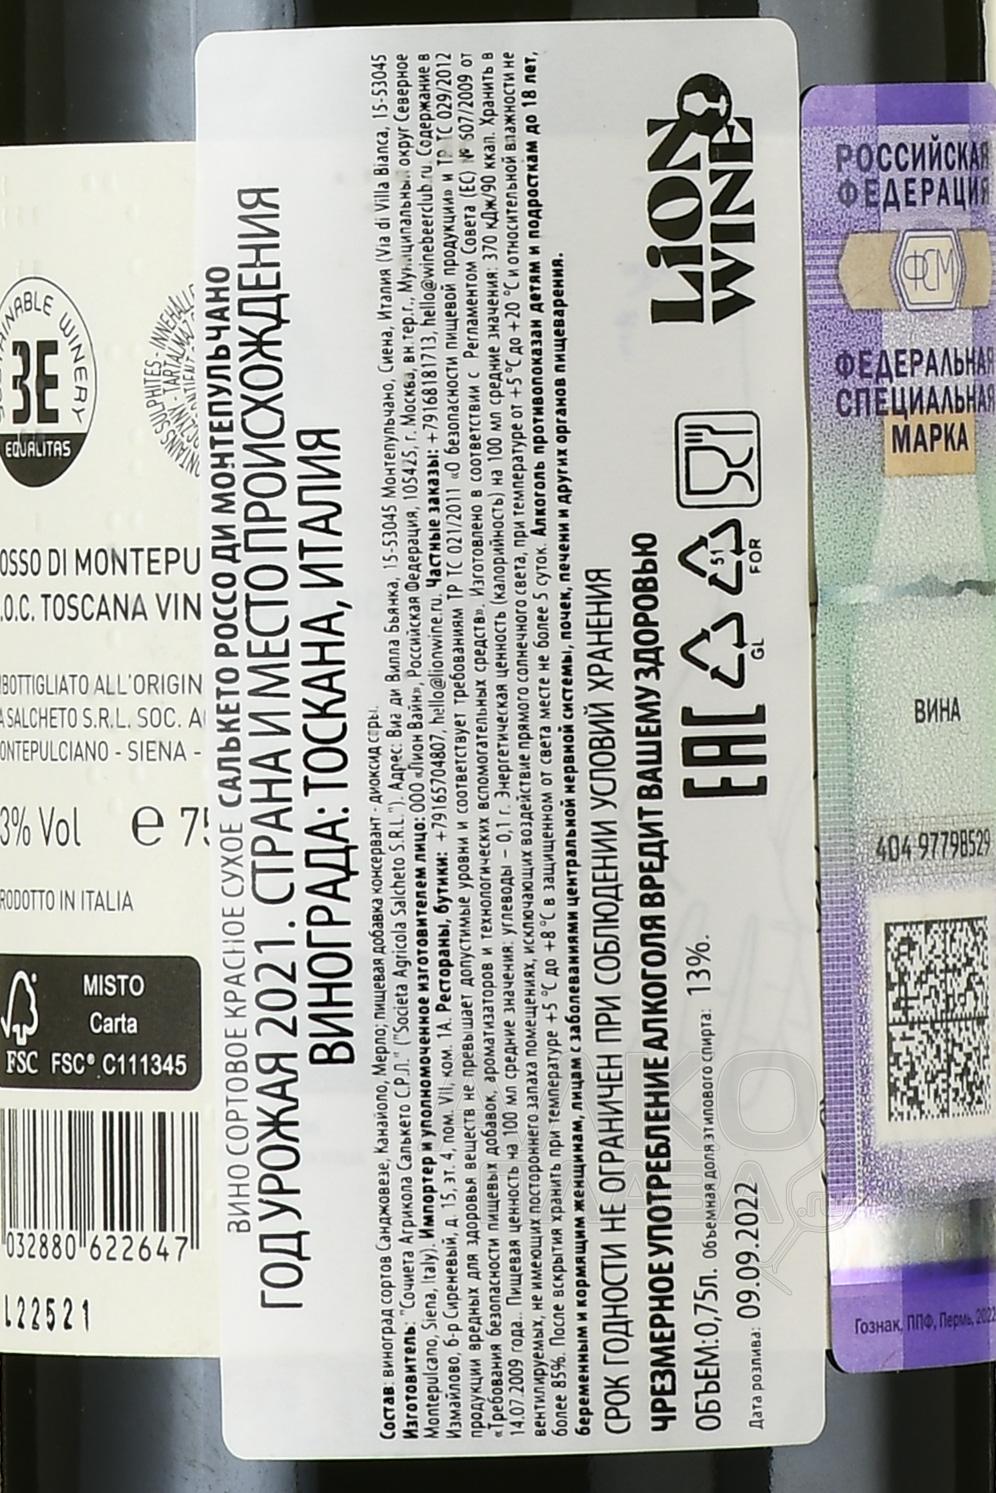 SUSTAINABLE WINERY
3E
EQUALITAS
OSSO DI MONTEPU
.O.C. TOSCANA VIN
BOTTIGLIATO ALL'ORIGIN
A SALCHETO S.R.L. SOC. A
ONTEPULCIANO - SIENA -
3% Vol e 75
RODOTTO IN ITALIA
MISTO
Carta
FSC FSC® C111345
032880 622647
L22521
ВИНО СОРТОВОЕ КРАСНОЕ СУХОЕ САЛЬКЕТО РОССО ДИ МОНТЕПУЛЬЧАНО
ГОД УРОЖАЯ 2021. СТРАНА И МЕСТО ПРОИСХОЖДЕНИЯ
ВИНОГРАДА: ТОСКАНА, ИТАЛИЯ
Состав: виноград сортов Санджовезе, Канайоло, Мерло; пищевая добавка консервант - диоксид серы.
Изготовитель: "Сочиета Агрикола Салькето С.Р.Л." ("Societa Agricola Salcheto S.R.L."). Адрес: Виа ди Вилла Бьянка, 15-53045 Монтепульчано, Сиена, Италия (Via di Villa Bianca, 15-53045
Montepulcano, Siena, Italy). Импортер и уполномоченное изготовителем лицо: ООО «Лион Вайн», Российская Федерация, 105425, г. Москва, вн.тер.г., Муниципальный округ Северное
Измайлово, б-р Сиреневый, д. 15, эт. 4, пом. VII, ком. 1А. Рестораны, бутики: +79165704807, hello@lionwine.ru. Частные заказы: +79168181713, hello@winebeerclub.ru. Содержание в
продукции вредных для здоровья веществ не превышает допустимые уровни и соответствует требованиям ТР ТС 021/2011 «О безопасности пищевой продукции» и ТР ТС 029/2012
«Требования безопасности пищевых добавок, ароматизаторов и технологических вспомогательных средств». Изготовлено в соответствии с Регламентом Совета (ЕС) № 607/2009 от
14.07.2009 года.. Пищевая ценность на 100 мл средние значения: углеводы – 0,1 г. Энергетическая ценность (калорийность) на 100 мл средние значения: 370 кДж/90 ккал. Хранить в
вентилируемых, не имеющих постороннего запаха помещениях, исключающих воздействие прямого солнечного света, при температуре от +5 °С до +20 °С и относительной влажности не
более 85%. После вскрытия хранить при температуре +5 °С до +8 °С в защищенном от света месте не более 5 суток. Алкоголь противопоказан детям и подросткам до 18 лет,
беременным и кормящим женщинам, лицам с заболеваниями центральной нервной системы, почек, печени и других органов пищеварения.
СРОК ГОДНОСТИ НЕ ОГРАНИЧЕН ПРИ СОБЛЮДЕНИИ УСЛОВИЙ ХРАНЕНИЯ
ЧРЕЗМЕРНОЕ УПОТРЕБЛЕНИЕ АЛКОГОЛЯ ВРЕДИТ ВАШЕМУ ЗДОРОВЬЮ
ОБЪЕМ:0,75л. Объемная доля этилового спирта: 13%.
Дата розлива: 09.09.2022
EAC
GL
51
FOR
LiON
WINE
РОССИЙСКАЯ
ФЕДЕРАЦИЯ
ФСМ
ФЕДЕРАЛЬНАЯ
СПЕЦИАЛЬНАЯ
МАРКА
ВИНА
404 97798529
Гознак, ППФ, Пермь, 2022